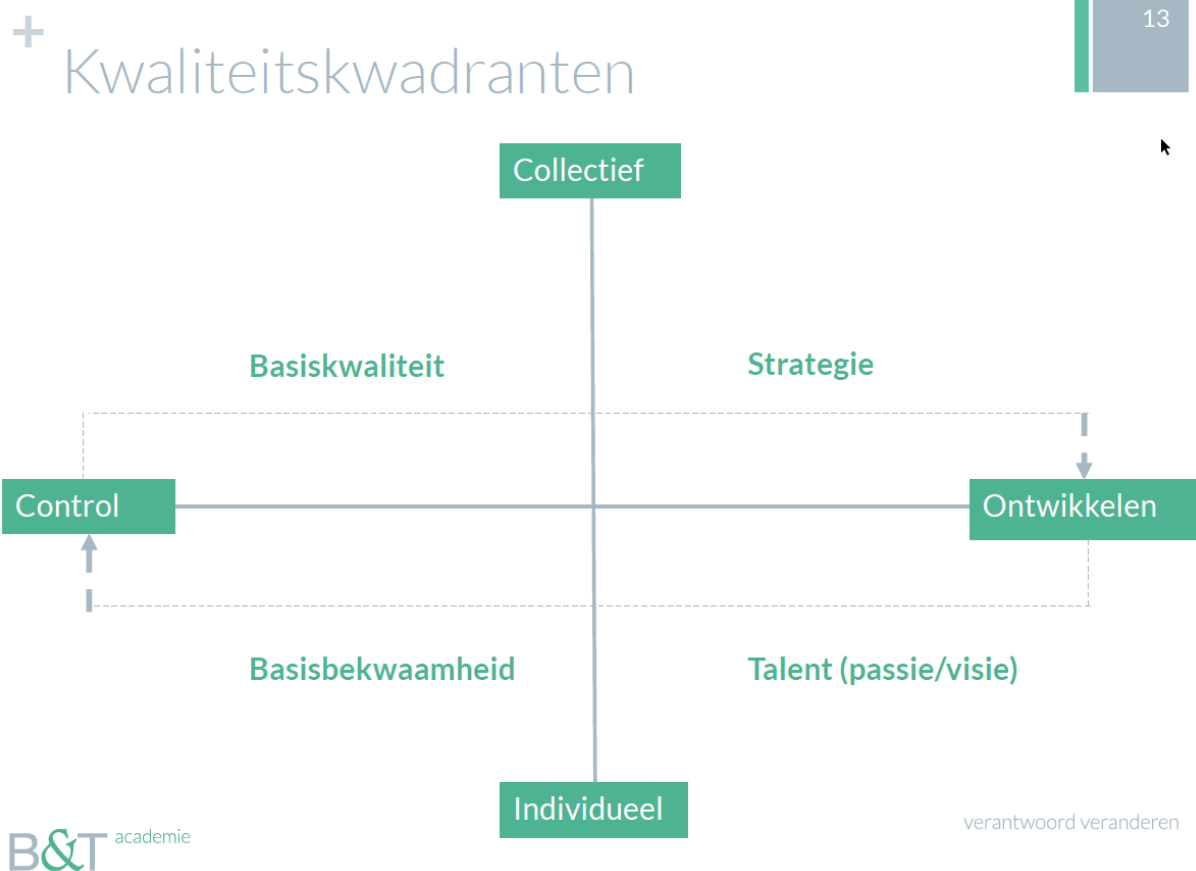 +
13
Kwaliteitskwadranten
Collectief
Basiskwaliteit
Strategie
Control
Ontwikkelen
Basisbekwaamheid
Talent (passie/visie)
Individueel
B&T academie
verantwoord veranderen